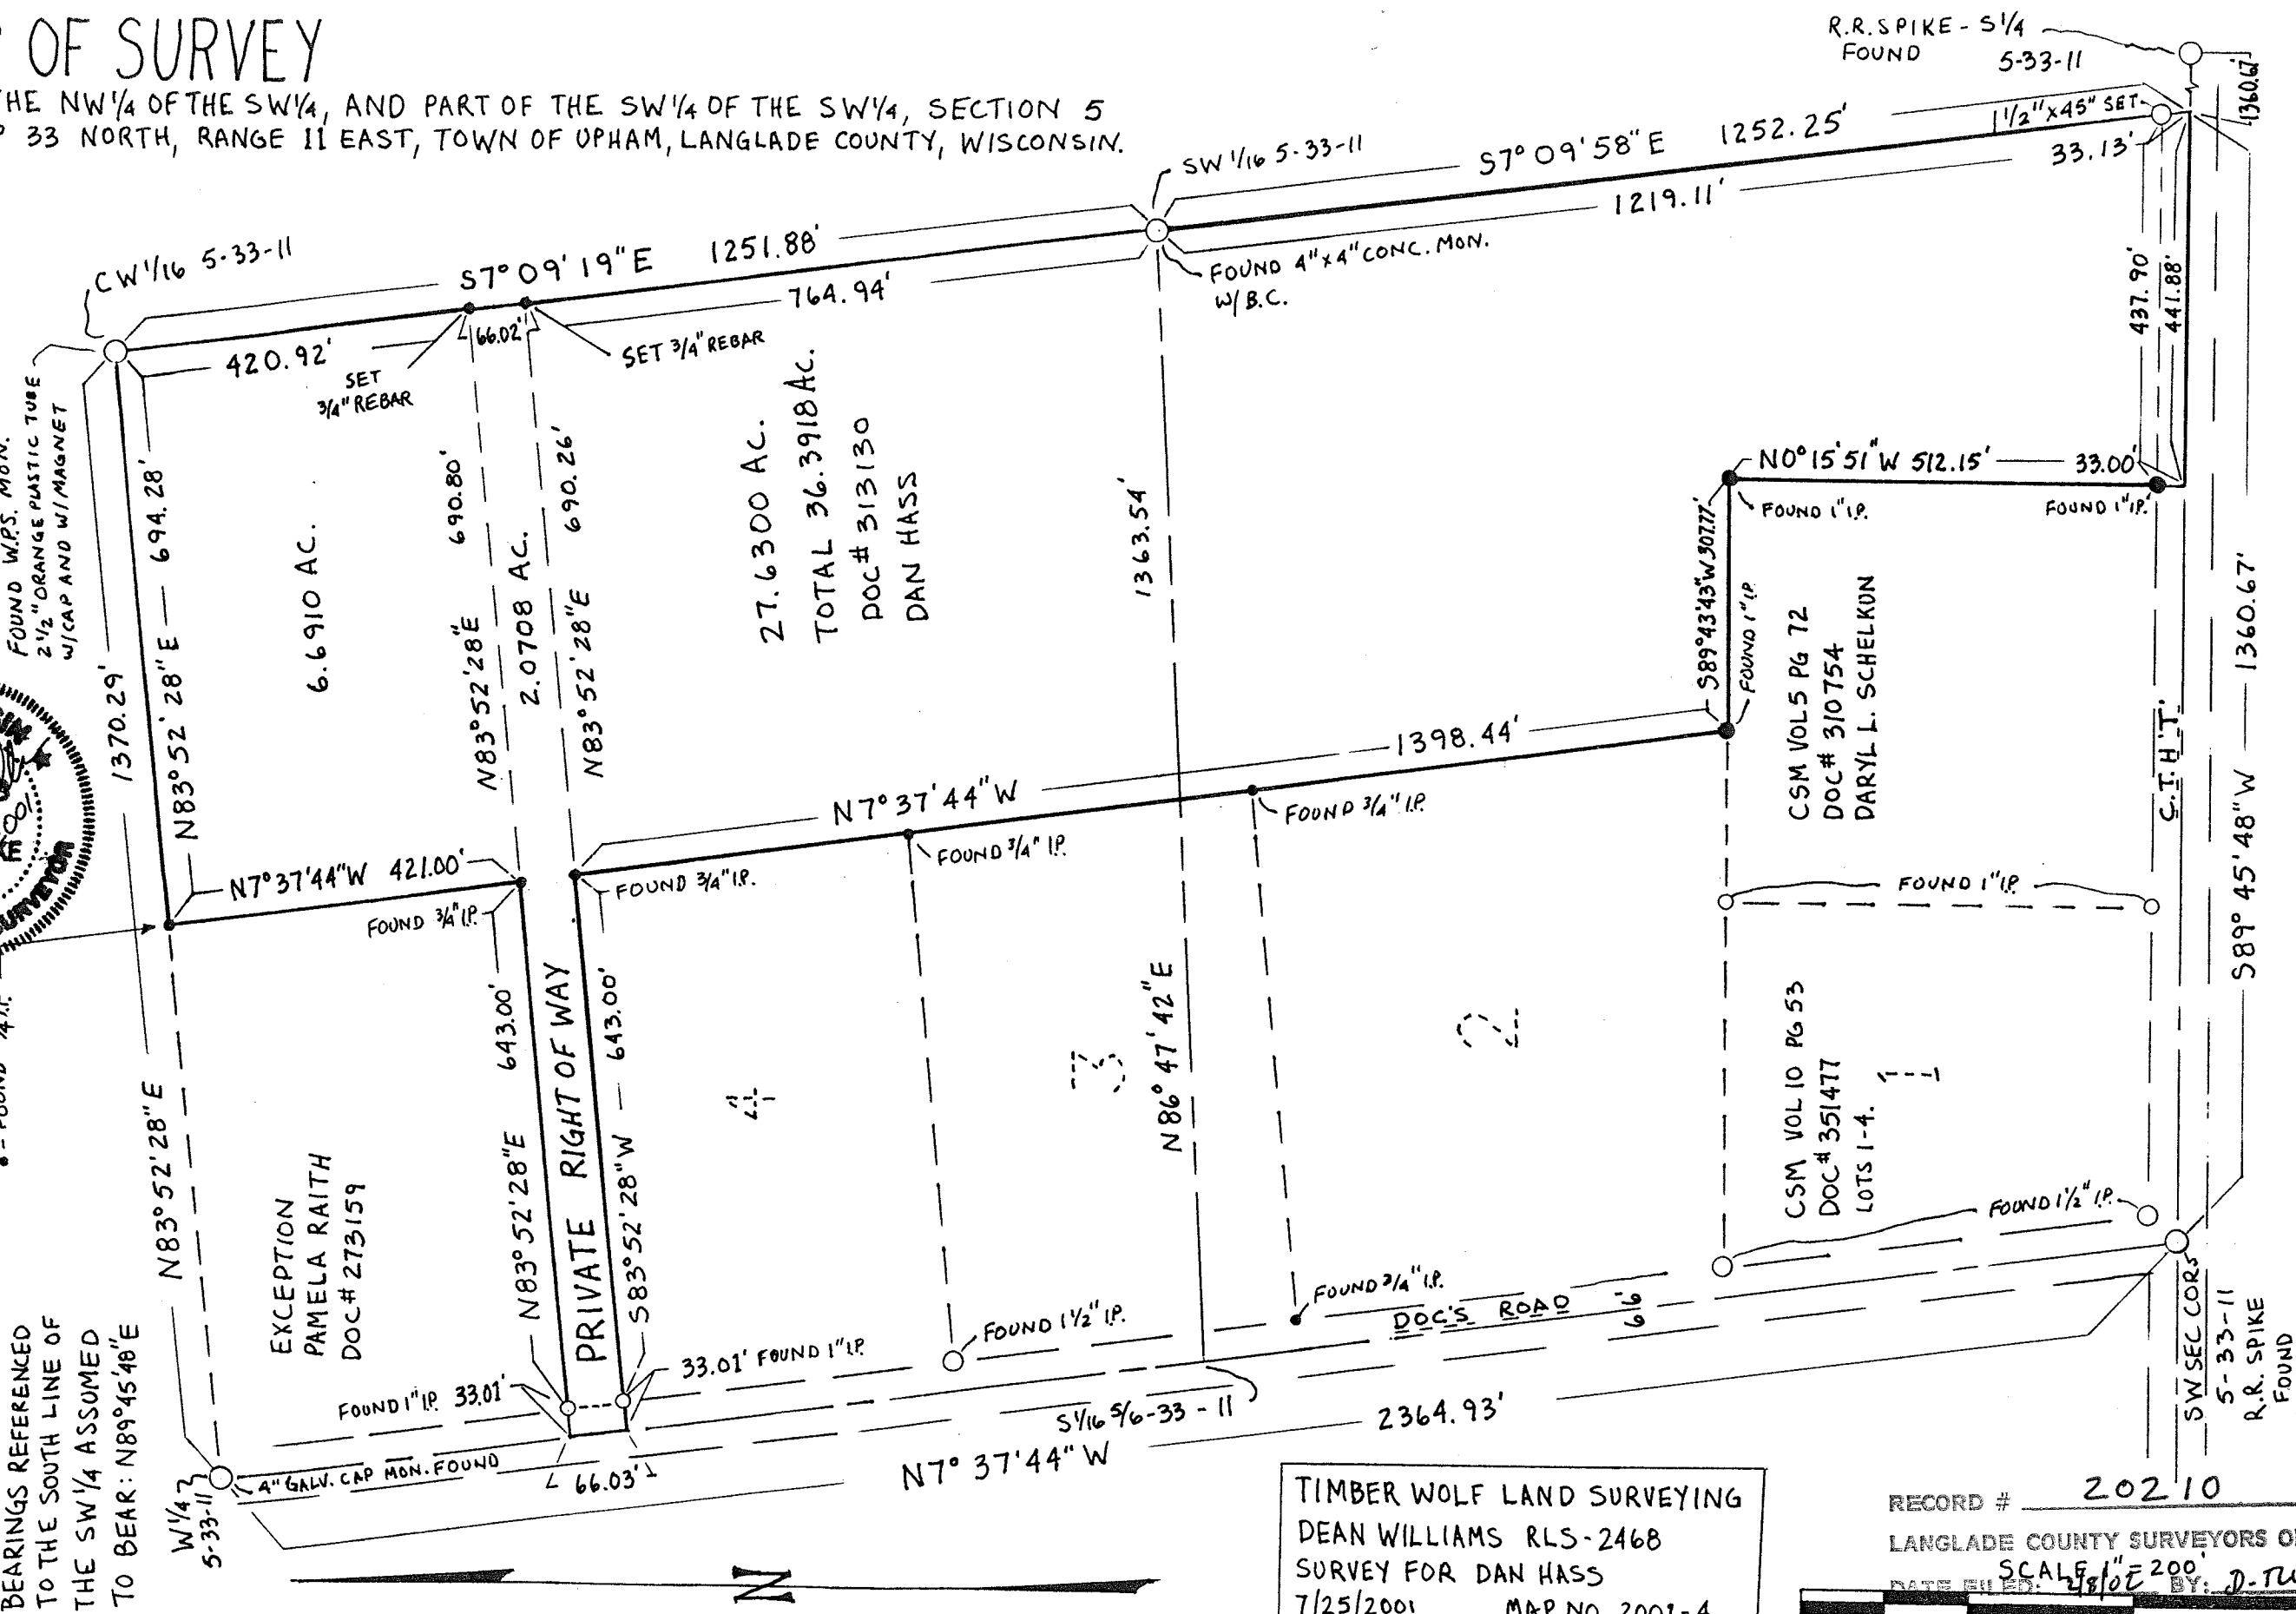 OF SURVEY
THE NW1/4 OF THE SW1/4, AND PART OF THE SW1/4 OF THE SW1/4, SECTION 5
33 NORTH, RANGE 11 EAST, TOWN OF UPHAM, LANGLADE COUNTY, WISCONSIN.
R.R. SPIKE - S1/4
FOUND 5-33-11
1360.67'
1 1/2" X 45" SET
33.13'
SW 1/16 5-33-11
S7°09'58"E 1252.25'
1219.11'
FOUND 4" x 4" CONC. MON.
W/ B.C.
CW 1/16 5-33-11
S7°09'19"E 1251.88'
764.94'
66.02'
420.92'
SET
3/4" REBAR
SET 3/4" REBAR
FOUND W.P.S. MON.
2 1/2" ORANGE PLASTIC TUBE
W/CAP AND W/MAGNET
1370.29'
N83°52'28"E 694.28'
6.6910 AC.
N83°52'28"E 690.80'
2.0708 AC.
N83°52'28"E 690.26'
27.6300 AC.
TOTAL 36.3918 AC.
DOC# 313130
DAN HASS
1363.54'
437.90'
441.88'
N0°15'51"W 512.15' 33.00'
FOUND 1" I.P.
FOUND 1" I.P.
S89°43'43"W 307.77'
FOUND 1" I.P.
CSM VOL5 PG 72
DOC# 310754
DARYL L. SCHELKUN
C.T.H.'T'
S89°45'48"W 1360.67'
1398.44'
N7°37'44"W
FOUND 3/4" I.P.
FOUND 3/4" I.P.
FOUND 3/4" I.P.
N7°37'44"W 421.00'
FOUND 3/4" I.P.
SURVEYOR
FOUND 1" I.P.
643.00'
N83°52'28"E
PRIVATE RIGHT OF WAY
643.00'
S83°52'28"W
N83°52'28"E
EXCEPTION
PAMELA RAITH
DOC# 273159
4
3
2
1
N86°47'42"E
CSM VOL 10 PG 53
DOC# 351477
LOTS 1-4.
FOUND 1 1/2" I.P.
FOUND 3/4" I.P.
DOC'S ROAD
66'
FOUND 1 1/2" I.P.
33.01' FOUND 1" I.P.
FOUND 1" I.P. 33.01'
4" GALV. CAP MON. FOUND
66.03'
S1/16 5/6-33-11
2364.93'
N7°37'44"W
W1/4
5-33-11
SW SEC CORS
5-33-11
R.R. SPIKE
FOUND
BEARINGS REFERENCED
TO THE SOUTH LINE OF
THE SW1/4 ASSUMED
TO BEAR: N89°45'48"E
N
TIMBER WOLF LAND SURVEYING
DEAN WILLIAMS RLS-2468
SURVEY FOR DAN HASS
7/25/2001 MAP NO. 2001-4
RECORD # 20210
LANGLADE COUNTY SURVEYORS
SCALE 1"=200'
DATE FILED: BY: